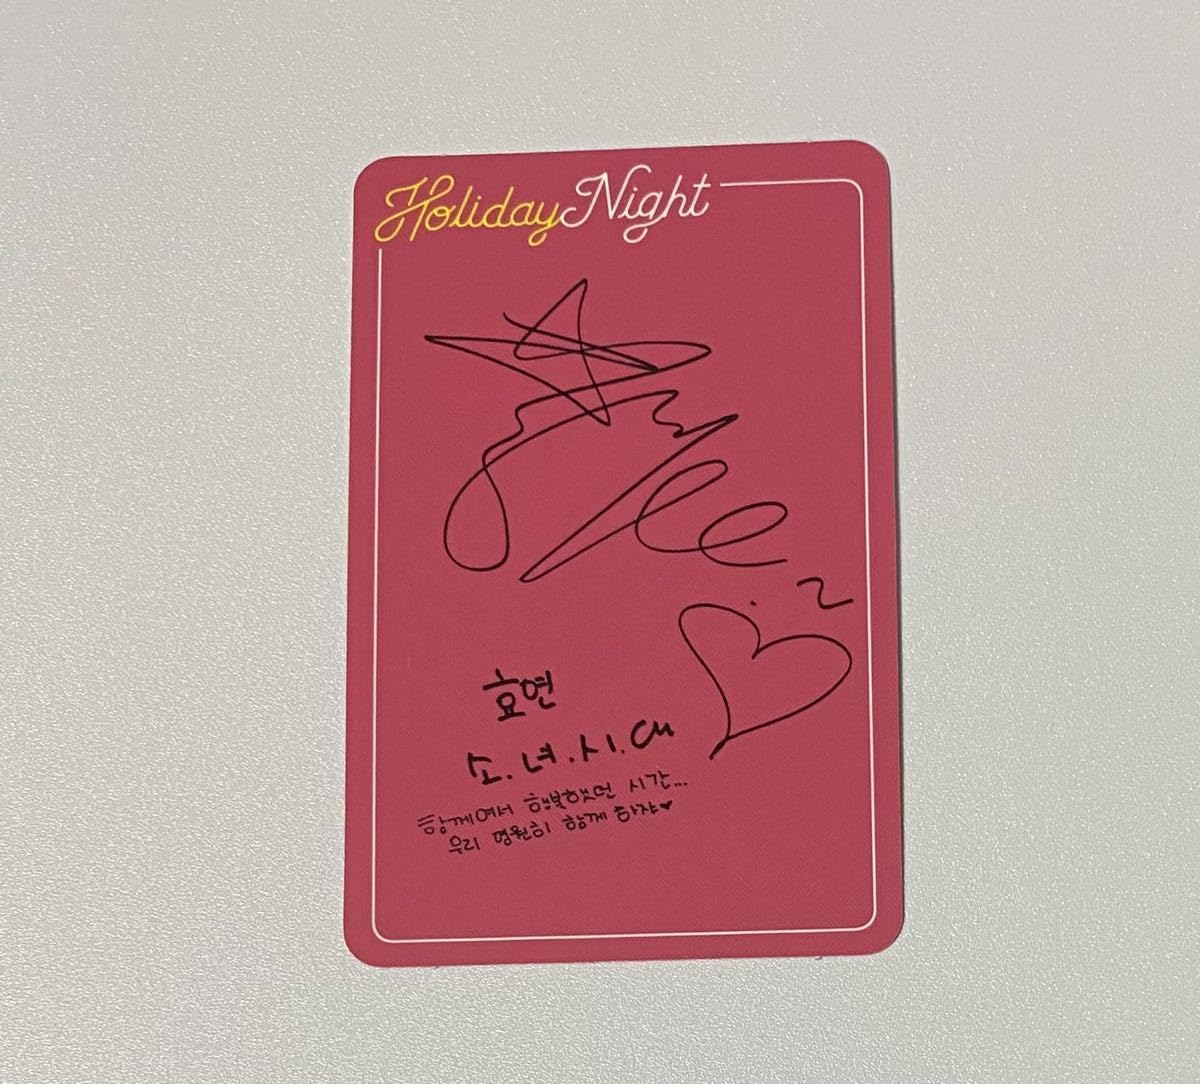 Holiday Night
효연
소.녀.시.대
함께여서 행복했던 시간...
우리 영원히 함께 하자♥